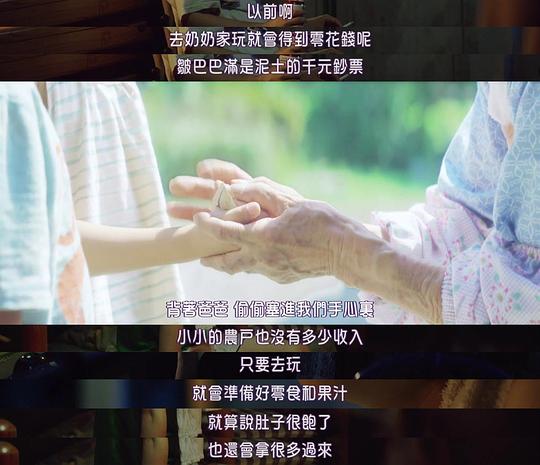 以前啊
去奶奶家玩就會得到零花錢呢
皺巴巴滿是泥土的千元鈔票
背著爸爸 偷偷塞進我們手心裏
小小的農戶也沒有多少收入
只要去玩
就會準備好零食和果汁
就算說肚子很飽了
也還會拿很多過來